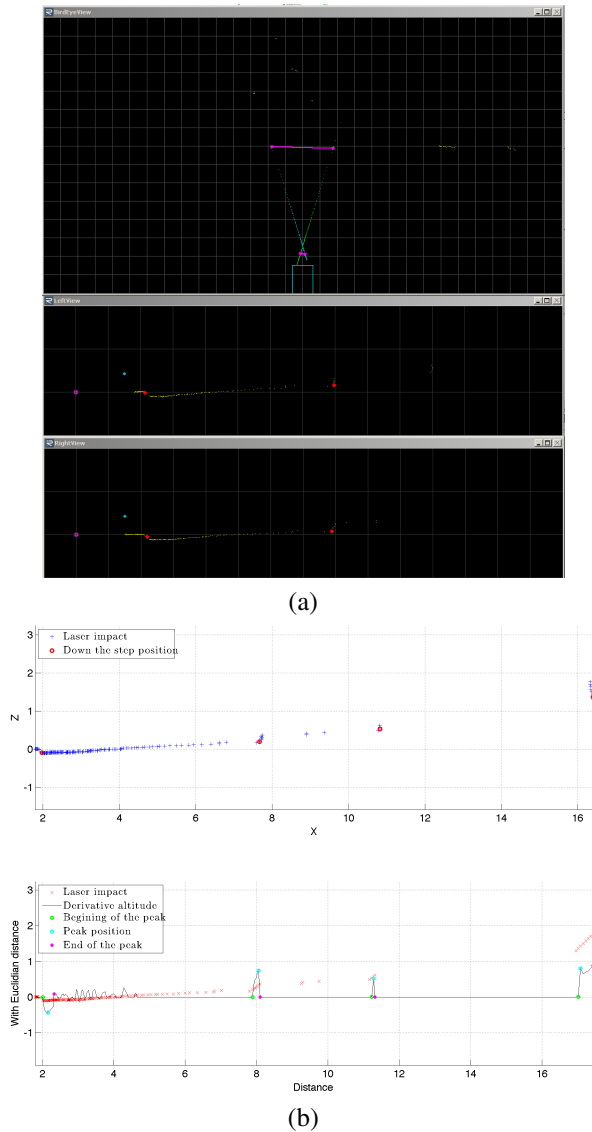 BirdEyeView
LeftView
RightView
(a)
3
2
1
0
-1
Z
Laser impact
Down the step position
2
4
6
8
10
12
14
16
X
3
2
1
0
-1
With Euclidian distance
Laser impact
Derivative altitude
Begining of the peak
Peak position
End of the peak
2
4
6
8
10
12
14
16
Distance
(b)